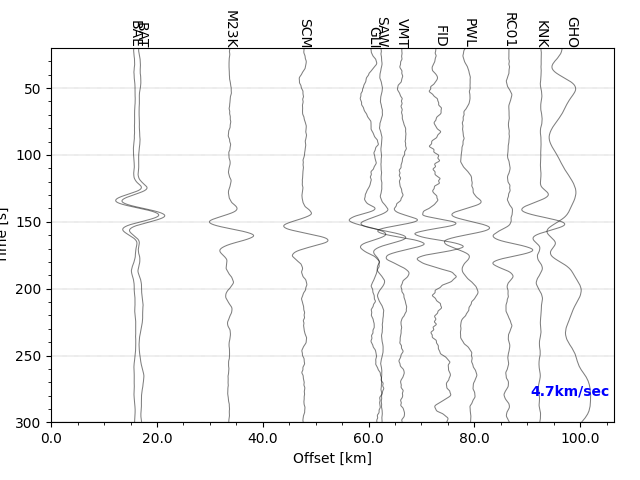 BAE
BAT
M23K
SCM
GLI
SAW
VMT
FID
PWL
RC01
KNK
GHO
Time [s]
50
100
150
200
250
300
4.7km/sec
0.0 20.0 40.0 60.0 80.0 100.0
Offset [km]